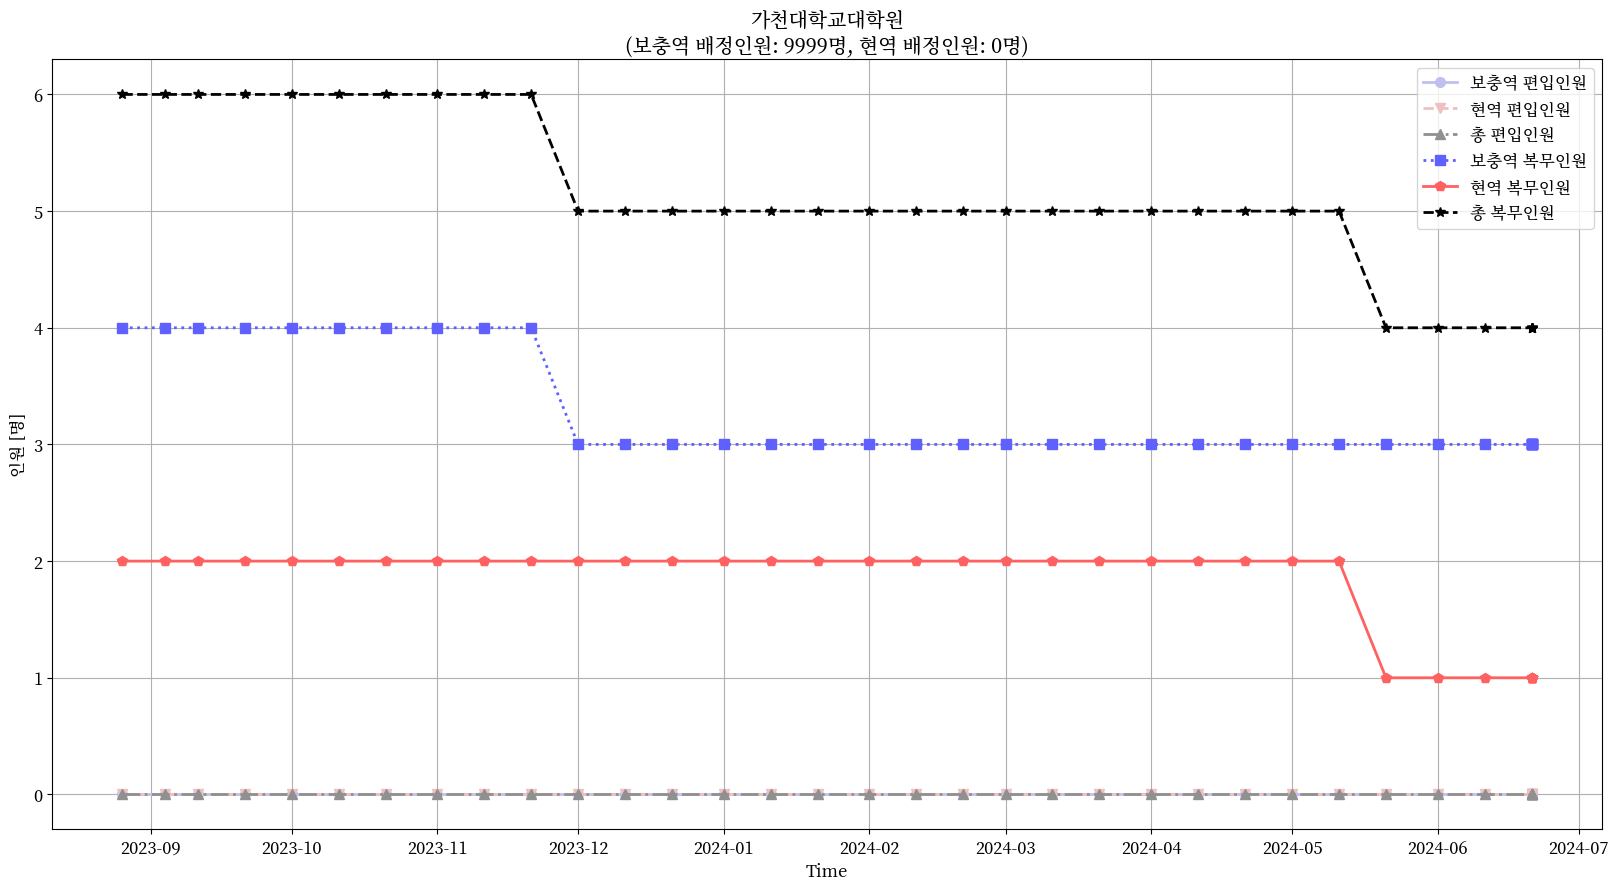 가천대학교대학원
(보충역 배정인원: 9999명, 현역 배정인원: 0명)
보충역 편입인원
현역 편입인원
총 편입인원
보충역 복무인원
현역 복무인원
총 복무인원
인원 [명]
6
5
4
3
2
1
0
2023-09
2023-10
2023-11
2023-12
2024-01
2024-02
2024-03
2024-04
2024-05
2024-06
2024-07
Time